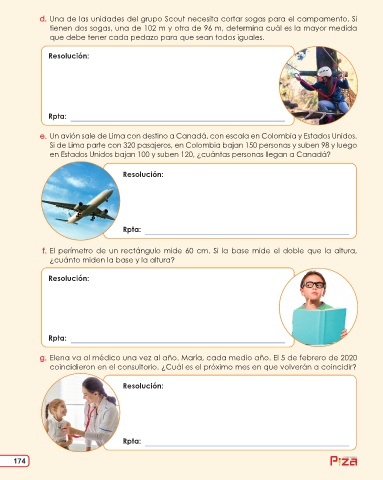 d. Una de las unidades del grupo Scout necesita cortar sogas para el campamento. Si
tienen dos sogas, una de 102 m y otra de 96 m, determina cuál es la mayor medida
que debe tener cada pedazo para que sean todos iguales.
Resolución:
Rpta:
e. Un avión sale de Lima con destino a Canadá, con escala en Colombia y Estados Unidos.
Si de Lima parte con 320 pasajeros, en Colombia bajan 150 personas y suben 98 y luego
en Estados Unidos bajan 100 y suben 120, ¿cuántas personas llegan a Canadá?
Resolución:
Rpta:
f. El perímetro de un rectángulo mide 60 cm. Si la base mide el doble que la altura,
¿cuánto miden la base y la altura?
Resolución:
Rpta:
g. Elena va al médico una vez al año. María, cada medio año. El 5 de febrero de 2020
coincidieron en el consultorio. ¿Cuál es el próximo mes en que volverán a coincidir?
Resolución:
Rpta:
174